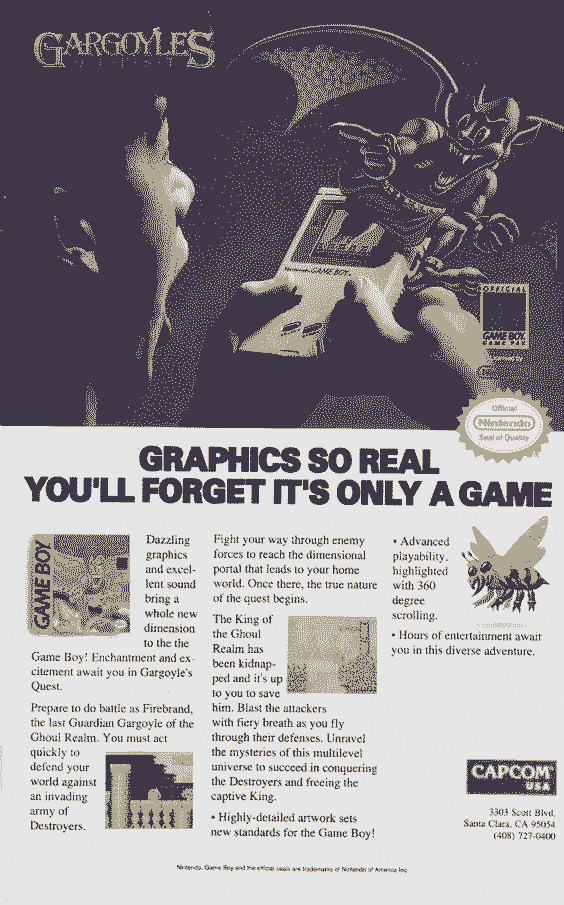 GARGOYLES
QUEST
Nintendo GAME BOY
OFFICIAL
GAME BOY
GAME PAK
Official
Nintendo
Seal of Quality
GRAPHICS SO REAL
YOU'LL FORGET IT'S ONLY A GAME
GAME BOY
Dazzling
graphics
and excel-
lent sound
bring a
whole new
dimension
to the the
Game Boy! Enchantment and ex-
citement await you in Gargoyle's
Quest.
Prepare to do battle as Firebrand,
the last Guardian Gargoyle of the
Ghoul Realm. You must act
quickly to
defend your
world against
an invading
army of
Destroyers.
Fight your way through enemy
forces to reach the dimensional
portal that leads to your home
world. Once there, the true nature
of the quest begins.
The King of
the Ghoul
Realm has
been kidnap-
ped and it's up
to you to save
him. Blast the attackers
with fiery breath as you fly
through their defenses. Unravel
the mysteries of this multilevel
universe to succeed in conquering
the Destroyers and freeing the
captive King.
• Highly-detailed artwork sets
new standards for the Game Boy!
• Advanced
playability,
highlighted
with 360
degree
scrolling.
• Hours of entertainment await
you in this diverse adventure.
CAPCOM
USA
3303 Scott Blvd.
Santa Clara, CA 95054
(408) 727-0400
Nintendo, Game Boy and the official seals are trademarks of Nintendo of America Inc.